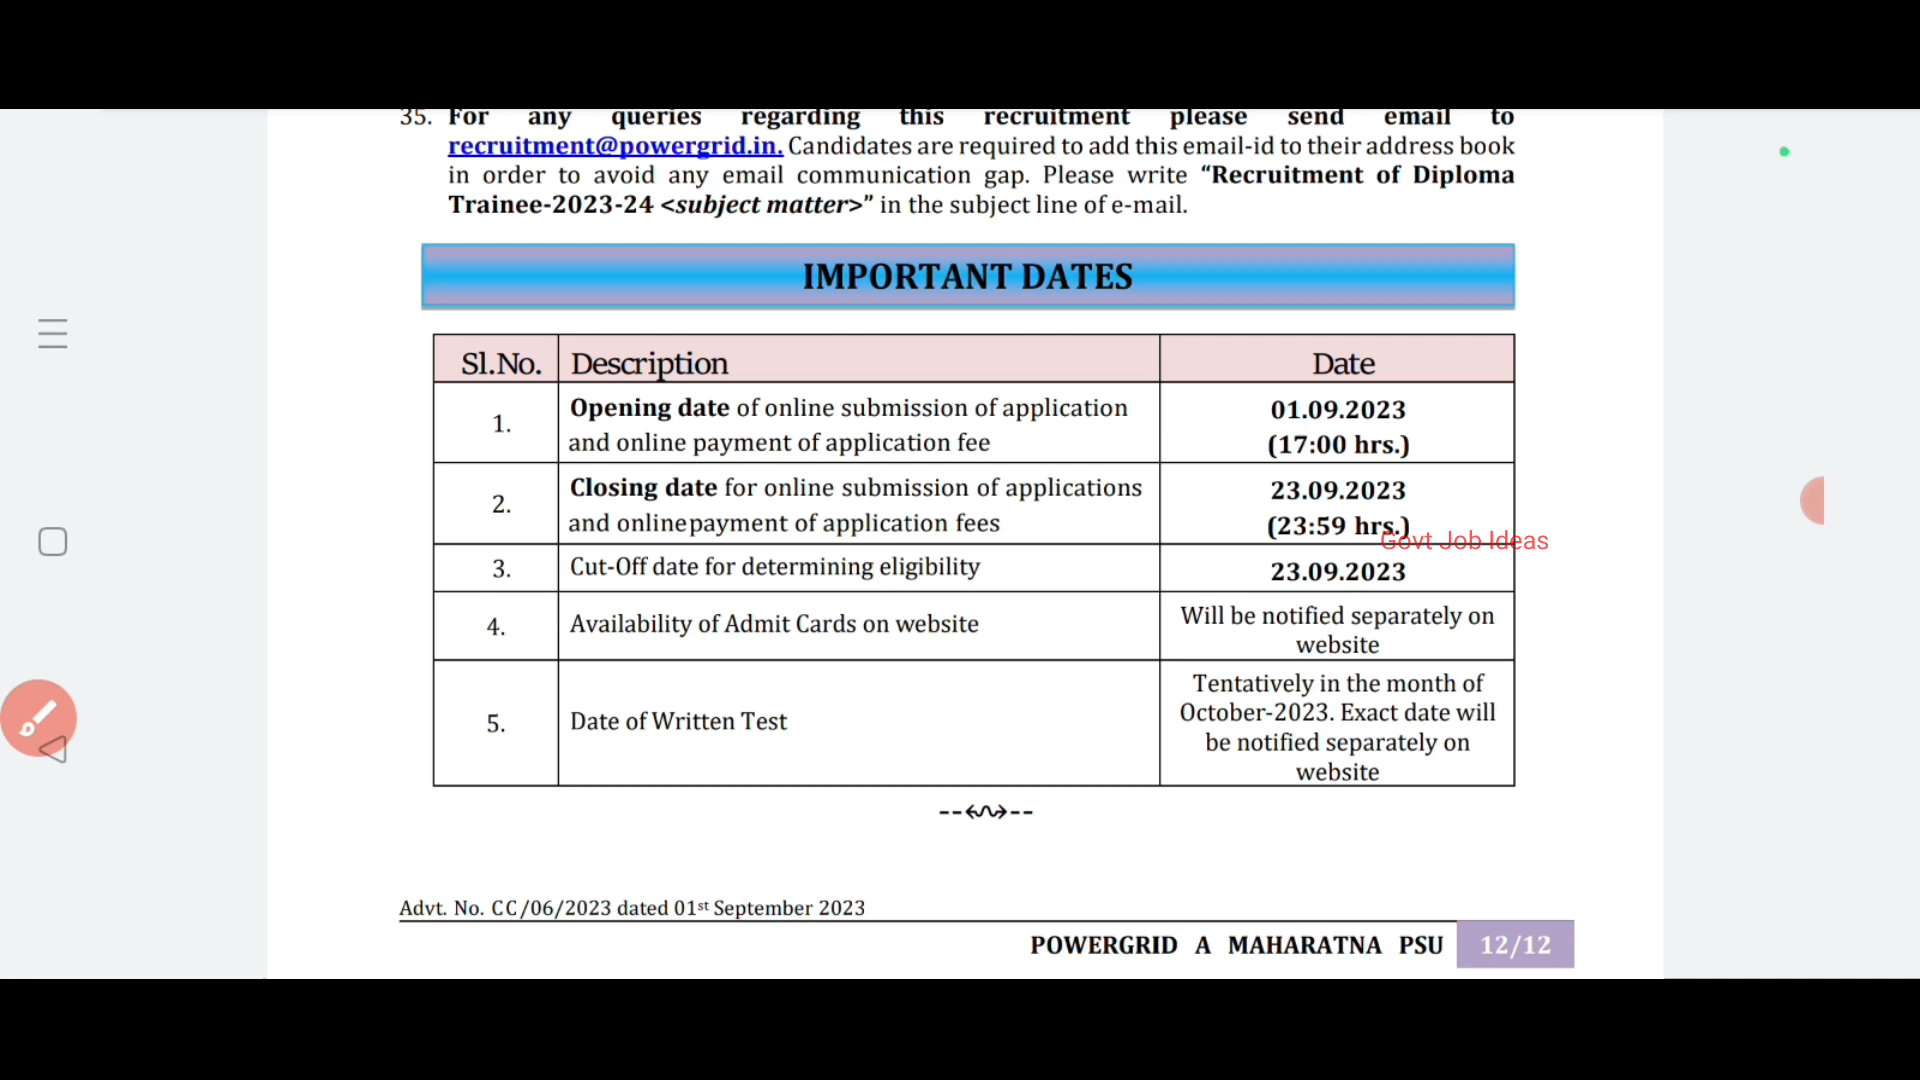 35. For any queries regarding this recruitment please send email to
recruitment@powergrid.in. Candidates are required to add this email-id to their address book
in order to avoid any email communication gap. Please write “Recruitment of Diploma
Trainee-2023-24 <subject matter>” in the subject line of e-mail.
IMPORTANT DATES
Sl.No. Description Date
1. Opening date of online submission of application and online payment of application fee 01.09.2023
(17:00 hrs.)
2. Closing date for online submission of applications and onlinepayment of application fees 23.09.2023
(23:59 hrs.)
Govt Job Ideas
3. Cut-Off date for determining eligibility 23.09.2023
4. Availability of Admit Cards on website Will be notified separately on
website
5. Date of Written Test Tentatively in the month of
October-2023. Exact date will
be notified separately on
website
Advt. No. CC/06/2023 dated 01st September 2023
POWERGRID A MAHARATNA PSU 12/12